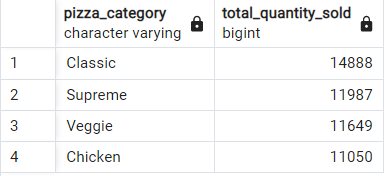 pizza_category total_quantity_sold
character varying bigint
1 Classic 14888
2 Supreme 11987
3 Veggie 11649
4 Chicken 11050